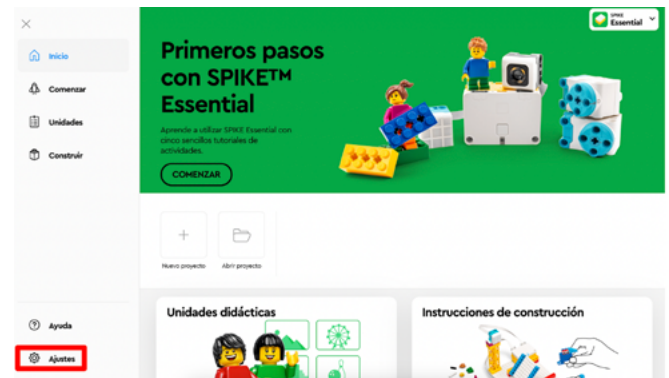 SPIKE
Essential
Inicio
Comenzar
Unidades
Construir
Primeros pasos
con SPIKE™
Essential
Aprende a utilizar SPIKE Essential con
cinco sencillos tutoriales de
actividades.
COMENZAR
Nuevo proyecto
Abrir proyecto
Unidades didácticas
Instrucciones de construcción
Ayuda
Ajustes